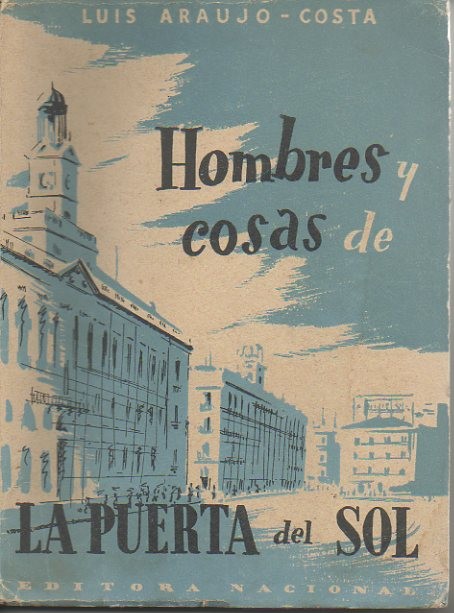 LUIS ARAUJO-COSTA
Hombres y
cosas de
LA PUERTA del SOL
EDITORA NACIONAL